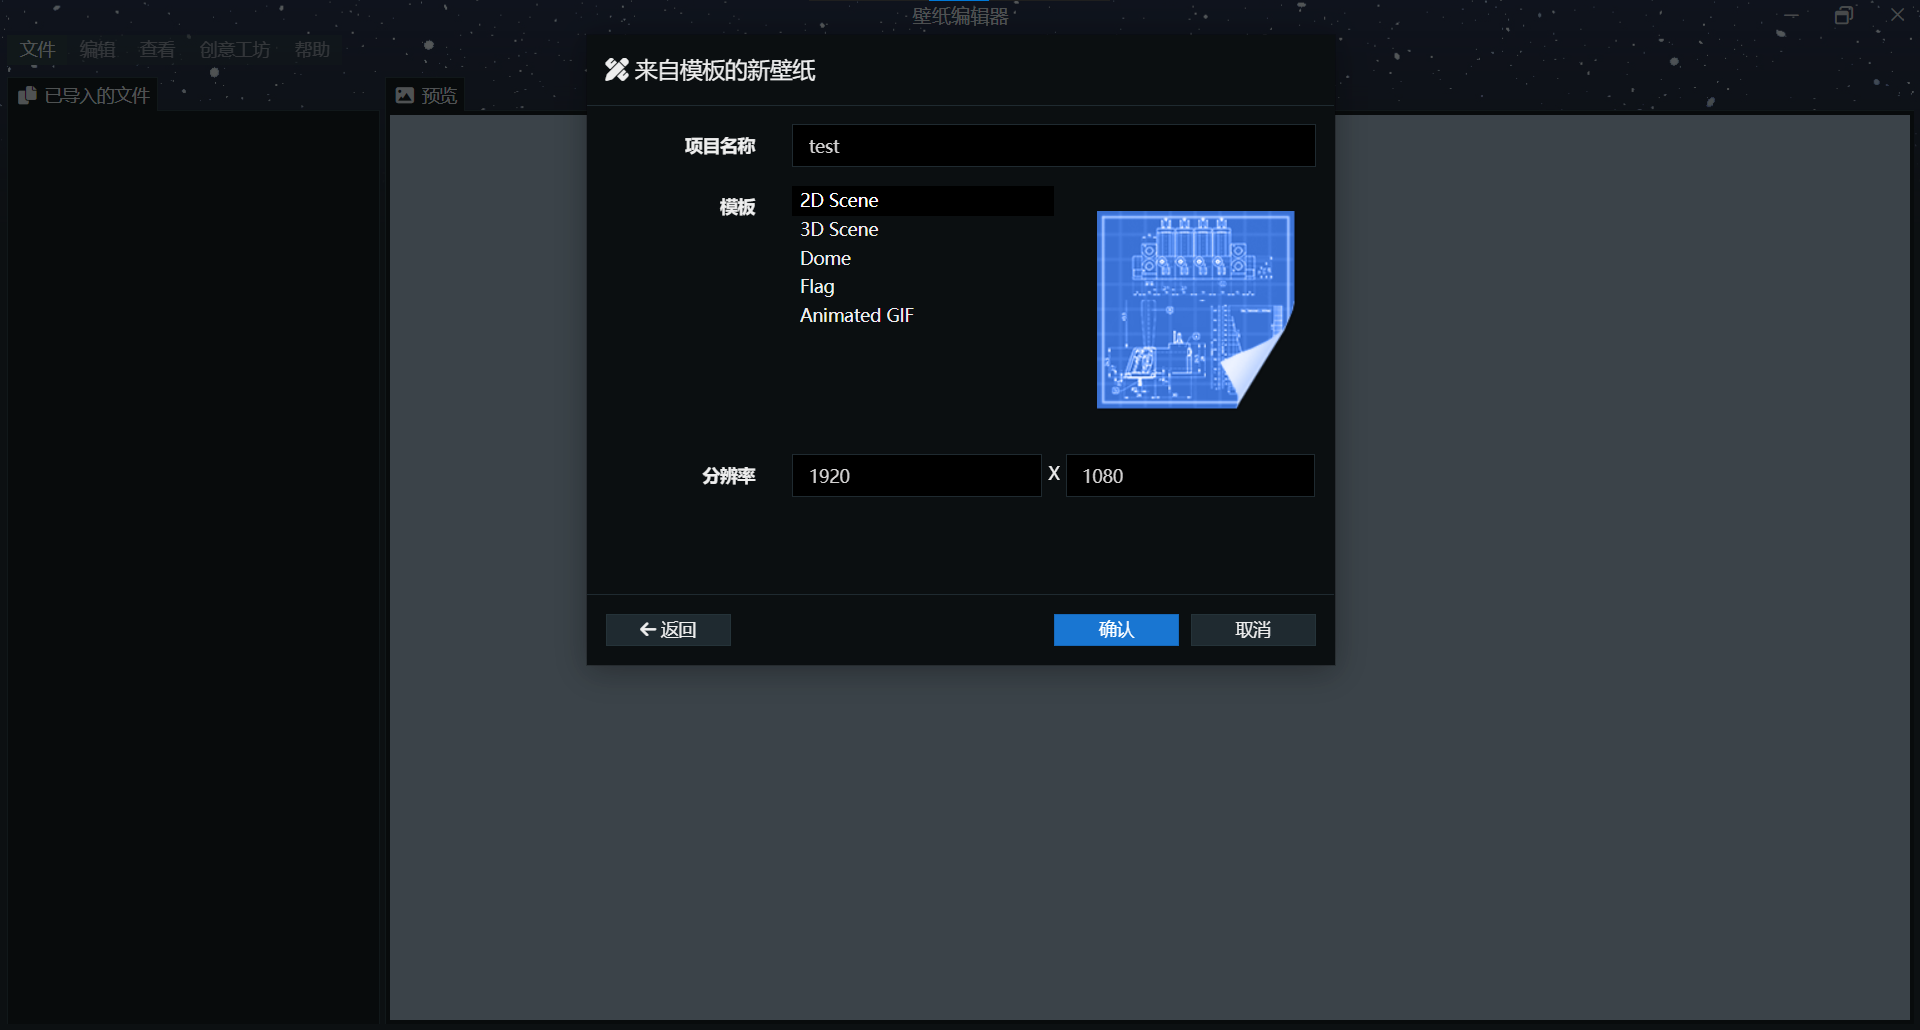 壁纸编辑器
文件 编辑 查看 创意工坊 帮助
已导入的文件
预览
来自模板的新壁纸
项目名称
test
模板
2D Scene
3D Scene
Dome
Flag
Animated GIF
分辨率
1920 X 1080
返回
确认
取消